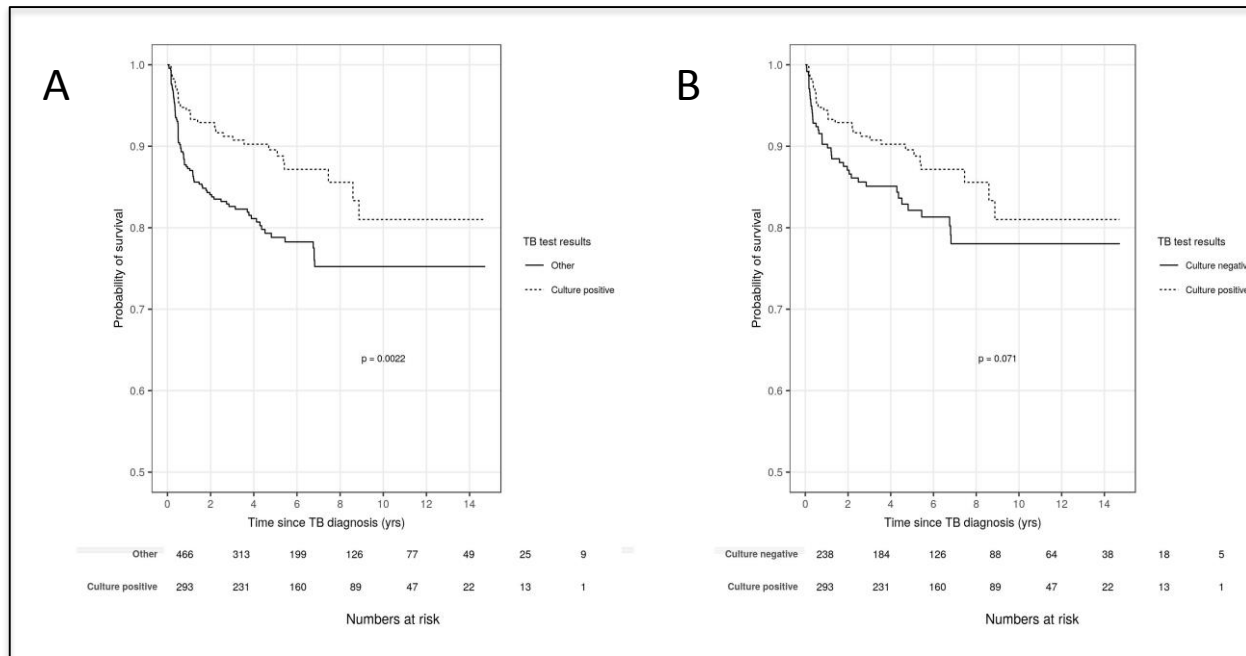 A
1.0
0.9
0.8
0.7
0.6
0.5
Probability of survival
p = 0.0022
0 2 4 6 8 10 12 14
Time since TB diagnosis (yrs)
TB test results
Other
Culture positive
Other 466 313 199 126 77 49 25 9
Culture positive 293 231 160 89 47 22 13 1
Numbers at risk
B
1.0
0.9
0.8
0.7
0.6
0.5
Probability of survival
p = 0.071
0 2 4 6 8 10 12 14
Time since TB diagnosis (yrs)
TB test results
Culture negative
Culture positive
Culture negative 238 184 126 88 64 38 18 5
Culture positive 293 231 160 89 47 22 13 1
Numbers at risk